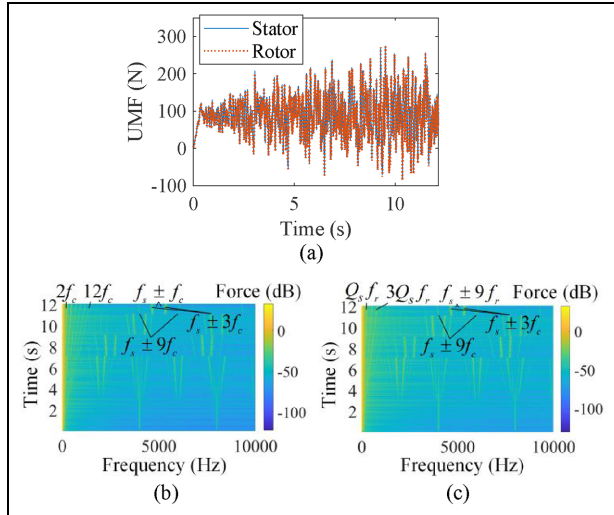 Stator
Rotor
300
200
100
0
-100
UMF (N)
0
5
10
Time (s)
(a)
2f_c 12f_c f_s ± f_c Force (dB)
Q_s f_r 3Q_s f_r f_s ± 9f_r Force (dB)
12
10
8
6
4
2
Time (s)
f_s ± 3f_c
f_s ± 9f_c
0
-50
-100
0 5000 10000
Frequency (Hz)
(b)
12
10
8
6
4
2
Time (s)
f_s ± 3f_c
f_s ± 9f_c
0
-50
-100
0 5000 10000
Frequency (Hz)
(c)